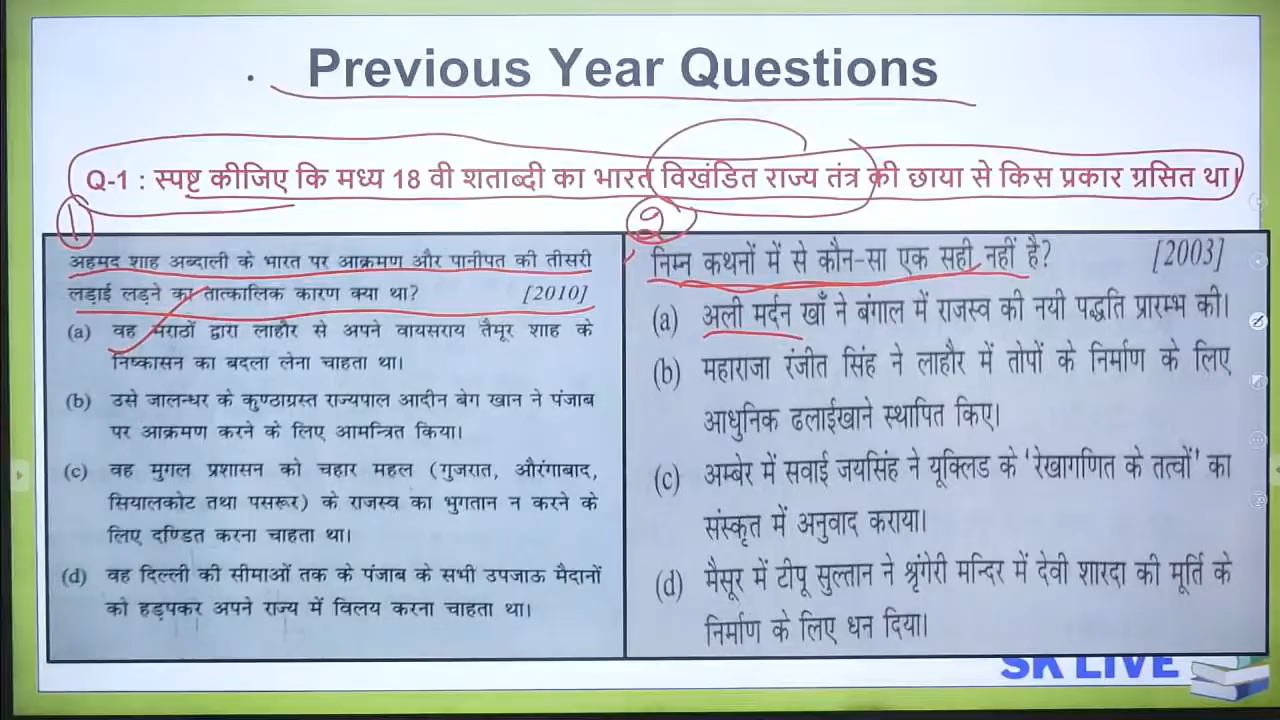 Previous Year Questions
Q-1 : स्पष्ट कीजिए कि मध्य 18 वी शताब्दी का भारत विखंडित राज्य तंत्र की छाया से किस प्रकार ग्रसित था।
1
अहमद शाह अब्दाली के भारत पर आक्रमण और पानीपत की तीसरी
लड़ाई लड़ने का तात्कालिक कारण क्या था? [2010]
(a) वह मराठों द्वारा लाहौर से अपने वायसराय तैमूर शाह के
निष्कासन का बदला लेना चाहता था।
(b) उसे जालन्धर के कुण्ठाग्रस्त राज्यपाल आदीन बेग खान ने पंजाब
पर आक्रमण करने के लिए आमन्त्रित किया।
(c) वह मुगल प्रशासन को चहार महल (गुजरात, औरंगाबाद,
सियालकोट तथा पसरूर) के राजस्व का भुगतान न करने के
लिए दण्डित करना चाहता था।
(d) वह दिल्ली की सीमाओं तक के पंजाब के सभी उपजाऊ मैदानों
को हड़पकर अपने राज्य में विलय करना चाहता था।
2
निम्न कथनों में से कौन-सा एक सही नहीं है? [2003]
(a) अली मर्दन खाँ ने बंगाल में राजस्व की नयी पद्धति प्रारम्भ की।
(b) महाराजा रंजीत सिंह ने लाहौर में तोपों के निर्माण के लिए
आधुनिक ढलाईखाने स्थापित किए।
(c) अम्बेर में सवाई जयसिंह ने यूक्लिड के 'रेखागणित के तत्वों' का
संस्कृत में अनुवाद कराया।
(d) मैसूर में टीपू सुल्तान ने श्रृंगेरी मन्दिर में देवी शारदा की मूर्ति के
निर्माण के लिए धन दिया।
SK LIVE